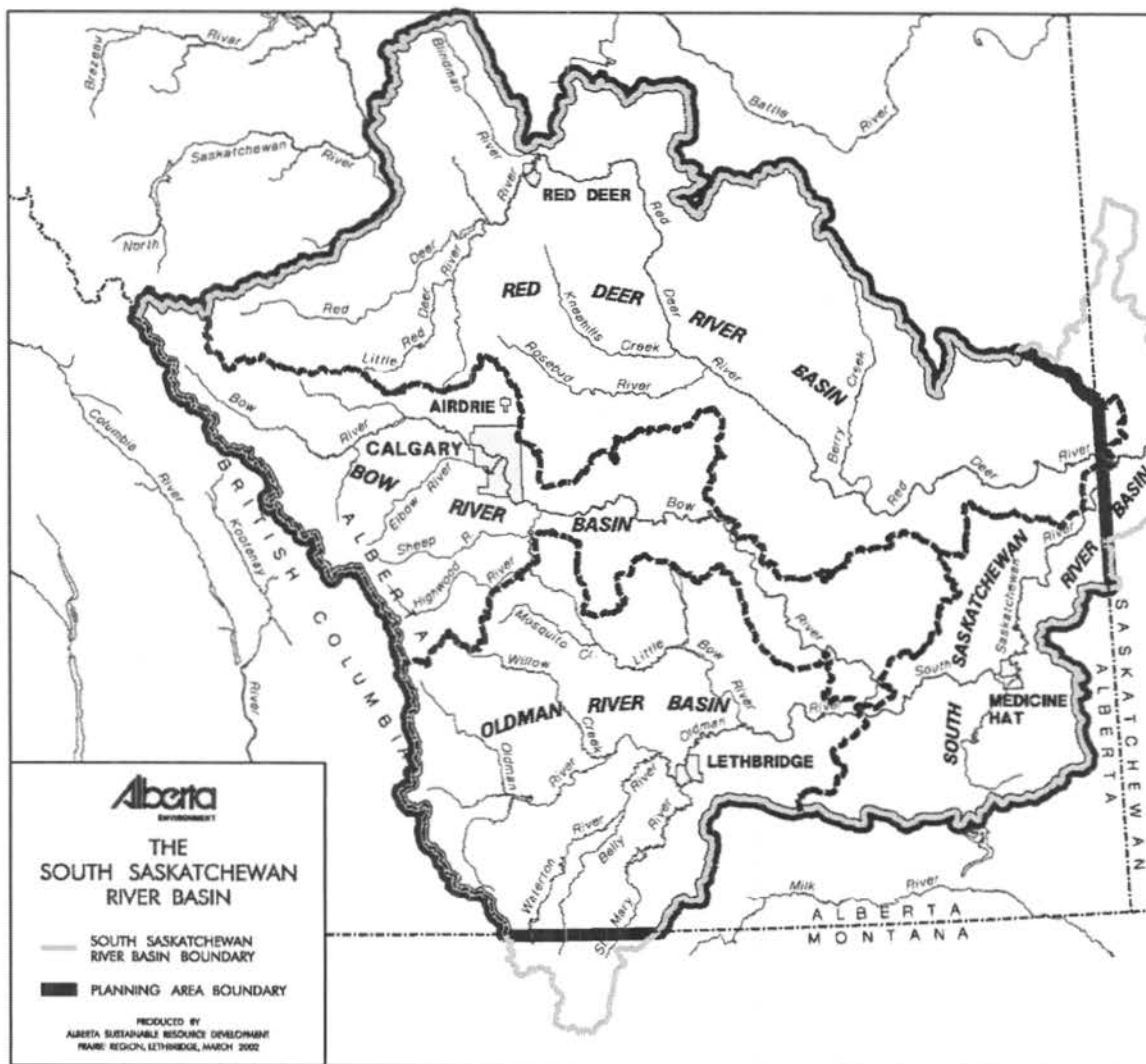 Brazeau
River
Blindman
River
Battle
River
Saskatchewan
River
North
RED DEER
River
Red
Deer
River
Red
Deer
Little
Red
Deer
River
RED DEER RIVER BASIN
Kneehills
Creek
Rosebud
River
River
Berry
Creek
Red
Deer
River
AIRDRIE
CALGARY
Bow
River
Elbow River
BOW RIVER BASIN
Bow
River
Sheep R.
Highwood River
Columbia
River
Kootenay
River
BRITISH COLUMBIA
ALBERTA
Mosquito Cr.
Little
Bow
River
Willow
Creek
OLDMAN RIVER BASIN
Oldman
River
Oldman
River
LETHBRIDGE
Waterton
River
Belly
River
St. Mary
River
SOUTH SASKATCHEWAN RIVER BASIN
South
Saskatchewan
River
MEDICINE
HAT
ALBERTA
SASKATCHEWAN
Milk River
ALBERTA
MONTANA
Alberta
ENVIRONMENT
THE
SOUTH SASKATCHEWAN
RIVER BASIN
SOUTH SASKATCHEWAN
RIVER BASIN BOUNDARY
PLANNING AREA BOUNDARY
PRODUCED BY
ALBERTA SUSTAINABLE RESOURCE DEVELOPMENT
PRAIRIE REGION, LETHBRIDGE, MARCH 2002